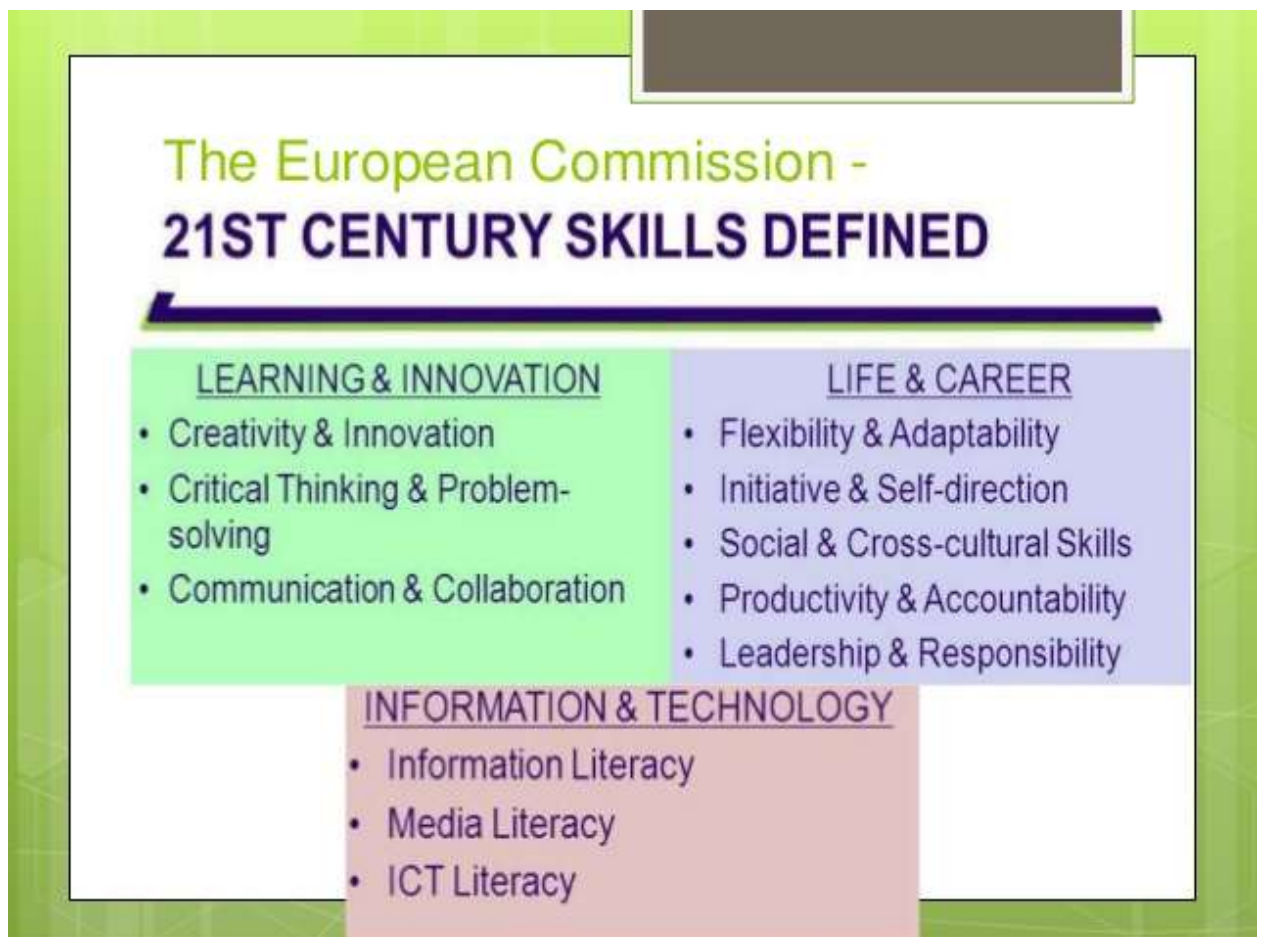 The European Commission -
21ST CENTURY SKILLS DEFINED
LEARNING & INNOVATION
• Creativity & Innovation
• Critical Thinking & Problem-
solving
• Communication & Collaboration
LIFE & CAREER
• Flexibility & Adaptability
• Initiative & Self-direction
• Social & Cross-cultural Skills
• Productivity & Accountability
• Leadership & Responsibility
INFORMATION & TECHNOLOGY
• Information Literacy
• Media Literacy
• ICT Literacy